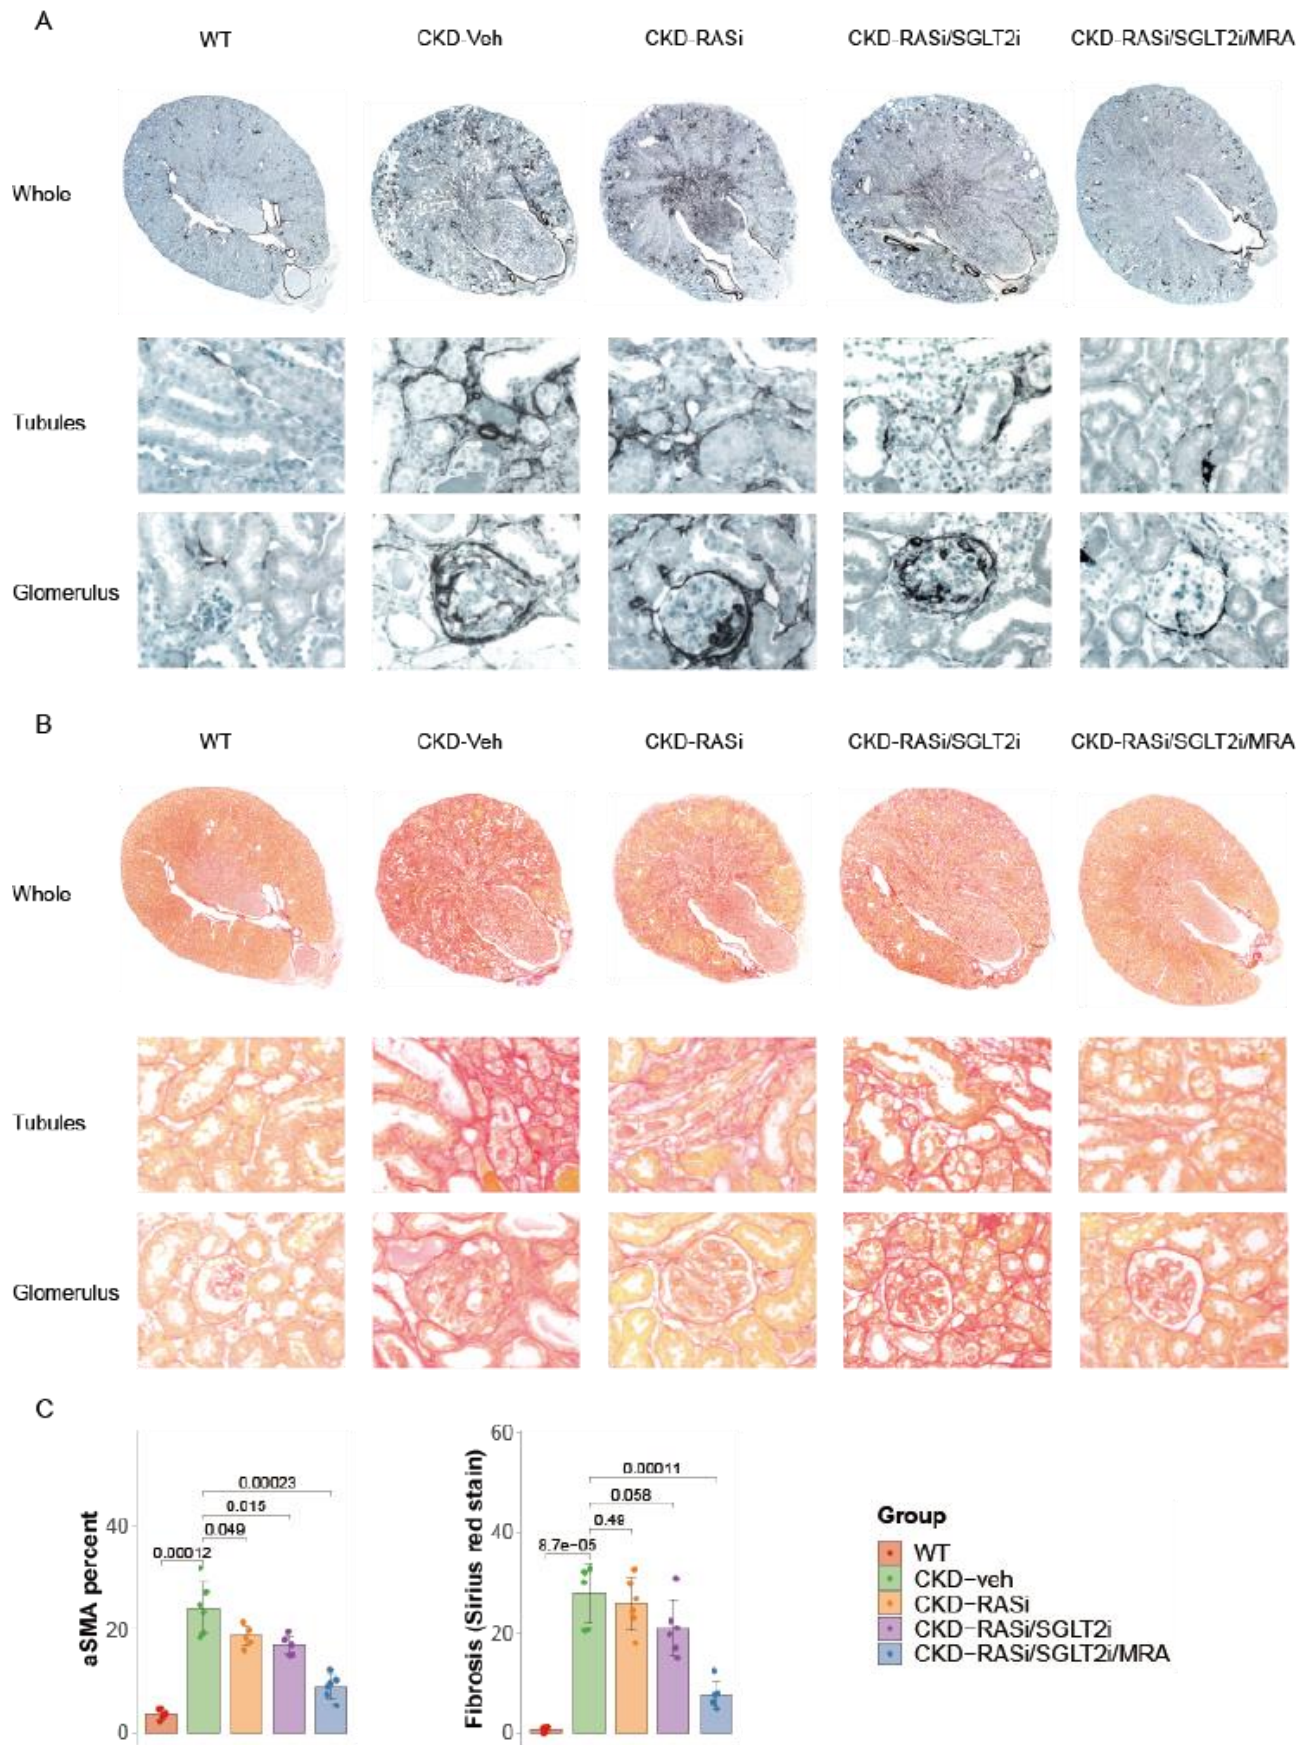 A
WT CKD-Veh CKD-RASi CKD-RASi/SGLT2i CKD-RASi/SGLT2i/MRA
Whole
Tubules
Glomerulus
B
WT CKD-Veh CKD-RASi CKD-RASi/SGLT2i CKD-RASi/SGLT2i/MRA
Whole
Tubules
Glomerulus
C
aSMA percent
40
20
0
0.00023
0.015
0.049
0.00012
Fibrosis (Sirius red stain)
60
40
20
0
0.00011
0.058
0.49
8.7e-05
Group
WT
CKD-veh
CKD-RASi
CKD-RASi/SGLT2i
CKD-RASi/SGLT2i/MRA